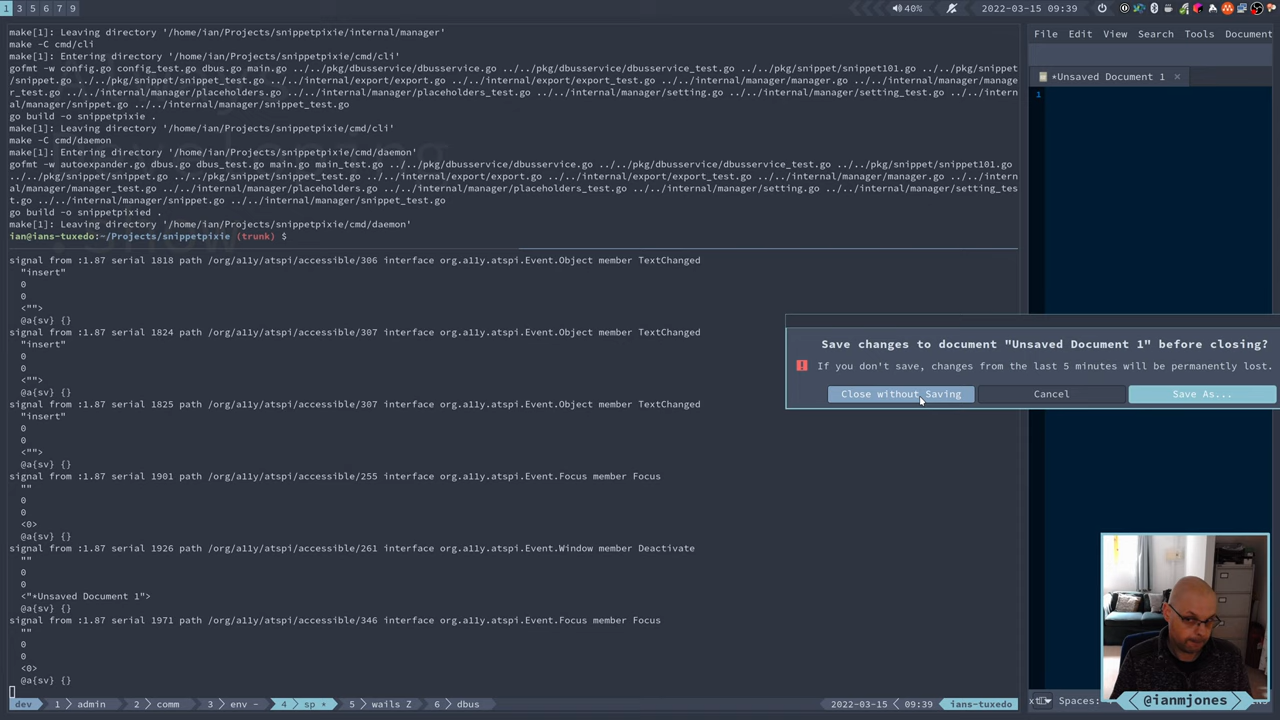 1 3 5 6 7 9
40%
2022-03-15 09:39
make[1]: Leaving directory '/home/ian/Projects/snippetpixie/internal/manager'
make -C cmd/cli
make[1]: Entering directory '/home/ian/Projects/snippetpixie/cmd/cli'
gofmt -w config.go config_test.go dbus.go main.go ../../pkg/dbusservice/dbusservice.go ../../pkg/dbusservice/dbusservice_test.go ../../pkg/snippet/snippet101.go ../../pkg/snippet
/snippet.go ../../pkg/snippet/snippet_test.go ../../internal/export/export.go ../../internal/export/export_test.go ../../internal/manager/manager.go ../../internal/manager/manage
r_test.go ../../internal/manager/placeholders.go ../../internal/manager/placeholders_test.go ../../internal/manager/setting.go ../../internal/manager/setting_test.go ../../intern
al/manager/snippet.go ../../internal/manager/snippet_test.go
go build -o snippetpixie .
make[1]: Leaving directory '/home/ian/Projects/snippetpixie/cmd/cli'
make -C cmd/daemon
make[1]: Entering directory '/home/ian/Projects/snippetpixie/cmd/daemon'
gofmt -w autoexpander.go dbus.go dbus_test.go main.go main_test.go ../../pkg/dbusservice/dbusservice.go ../../pkg/dbusservice/dbusservice_test.go ../../pkg/snippet/snippet101.go
../../pkg/snippet/snippet.go ../../pkg/snippet/snippet_test.go ../../internal/export/export.go ../../internal/export/export_test.go ../../internal/manager/manager.go ../../intern
al/manager/manager_test.go ../../internal/manager/placeholders.go ../../internal/manager/placeholders_test.go ../../internal/manager/setting.go ../../internal/manager/setting_tes
t.go ../../internal/manager/snippet.go ../../internal/manager/snippet_test.go
go build -o snippetpixied .
make[1]: Leaving directory '/home/ian/Projects/snippetpixie/cmd/daemon'
ian@ians-tuxedo:~/Projects/snippetpixie (trunk) $
signal from :1.87 serial 1818 path /org/a11y/atspi/accessible/306 interface org.a11y.atspi.Event.Object member TextChanged
"insert"
0
0
<"">
@a{sv} {}
signal from :1.87 serial 1824 path /org/a11y/atspi/accessible/307 interface org.a11y.atspi.Event.Object member TextChanged
"insert"
0
0
<"">
@a{sv} {}
signal from :1.87 serial 1825 path /org/a11y/atspi/accessible/307 interface org.a11y.atspi.Event.Object member TextChanged
"insert"
0
0
<"">
@a{sv} {}
signal from :1.87 serial 1901 path /org/a11y/atspi/accessible/255 interface org.a11y.atspi.Event.Focus member Focus
""
0
0
<0>
@a{sv} {}
signal from :1.87 serial 1926 path /org/a11y/atspi/accessible/261 interface org.a11y.atspi.Event.Window member Deactivate
""
0
0
<"*Unsaved Document 1">
@a{sv} {}
signal from :1.87 serial 1971 path /org/a11y/atspi/accessible/346 interface org.a11y.atspi.Event.Focus member Focus
""
0
0
<0>
@a{sv} {}
dev 1 admin 2 comm 3 env - 4 sp * 5 wails Z 6 dbus 2022-03-15 09:39 ians-tuxedo
File Edit View Search Tools Document
*Unsaved Document 1 ×
1
Save changes to document "Unsaved Document 1" before closing?
If you don't save, changes from the last 5 minutes will be permanently lost.
Close without Saving Cancel Save As...
xt Spaces:
@ianmjones